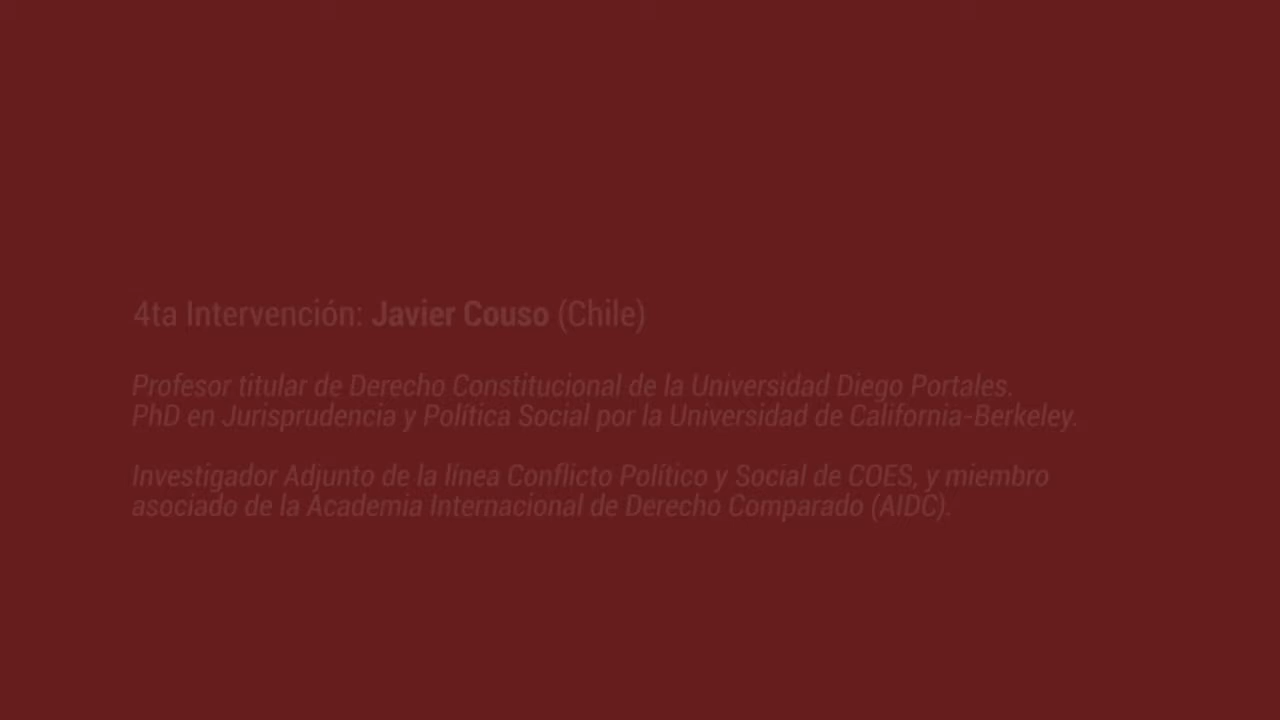 4ta Intervención: Javier Couso (Chile)
Profesor titular de Derecho Constitucional de la Universidad Diego Portales.
PhD en Jurisprudencia y Política Social por la Universidad de California-Berkeley.
Investigador Adjunto de la línea Conflicto Político y Social de COES, y miembro
asociado de la Academia Internacional de Derecho Comparado (AIDC).